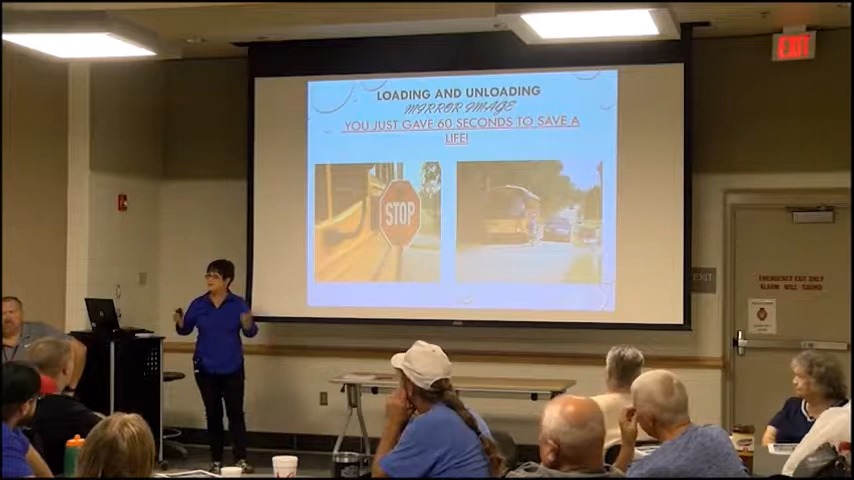 EXIT
LOADING AND UNLOADING
MIRROR IMAGE
YOU JUST GAVE 60 SECONDS TO SAVE A
LIFE!
STOP
EXIT
EMERGENCY EXIT ONLY
ALARM WILL SOUND